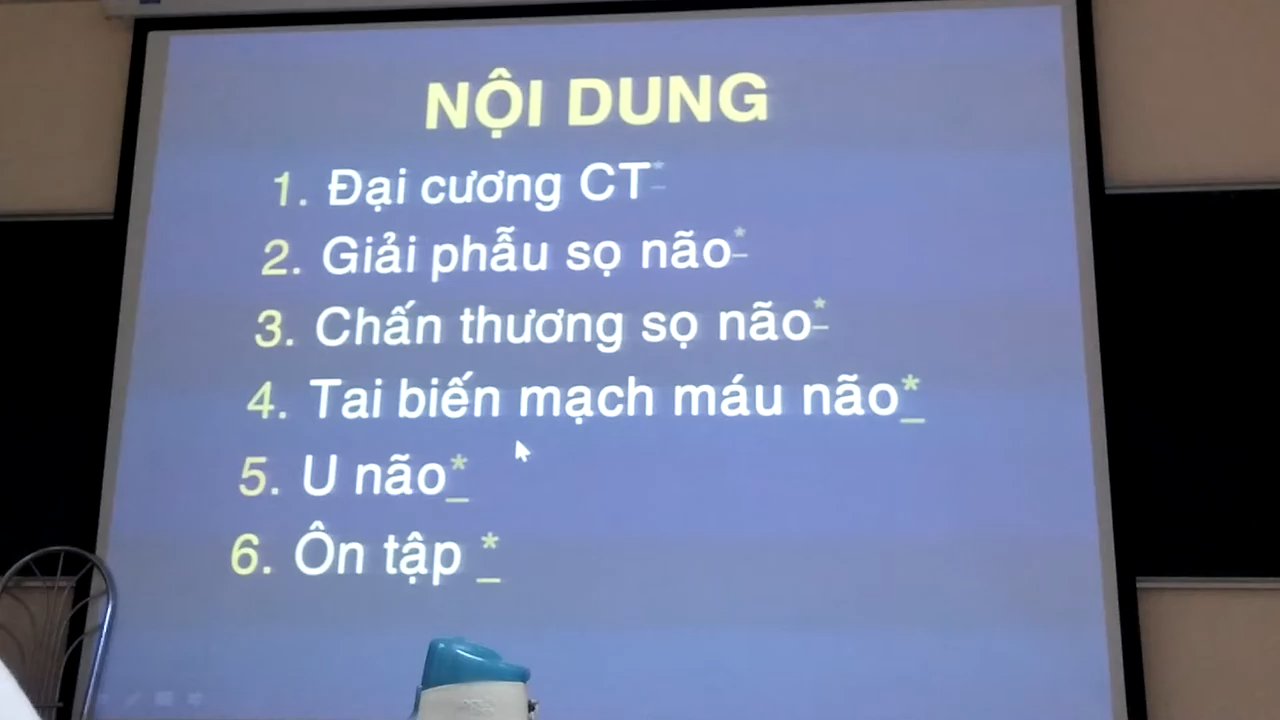 NỘI DUNG
1. Đại cương CT*
2. Giải phẫu sọ não*
3. Chấn thương sọ não*
4. Tai biến mạch máu não*
5. U não*
6. Ôn tập *